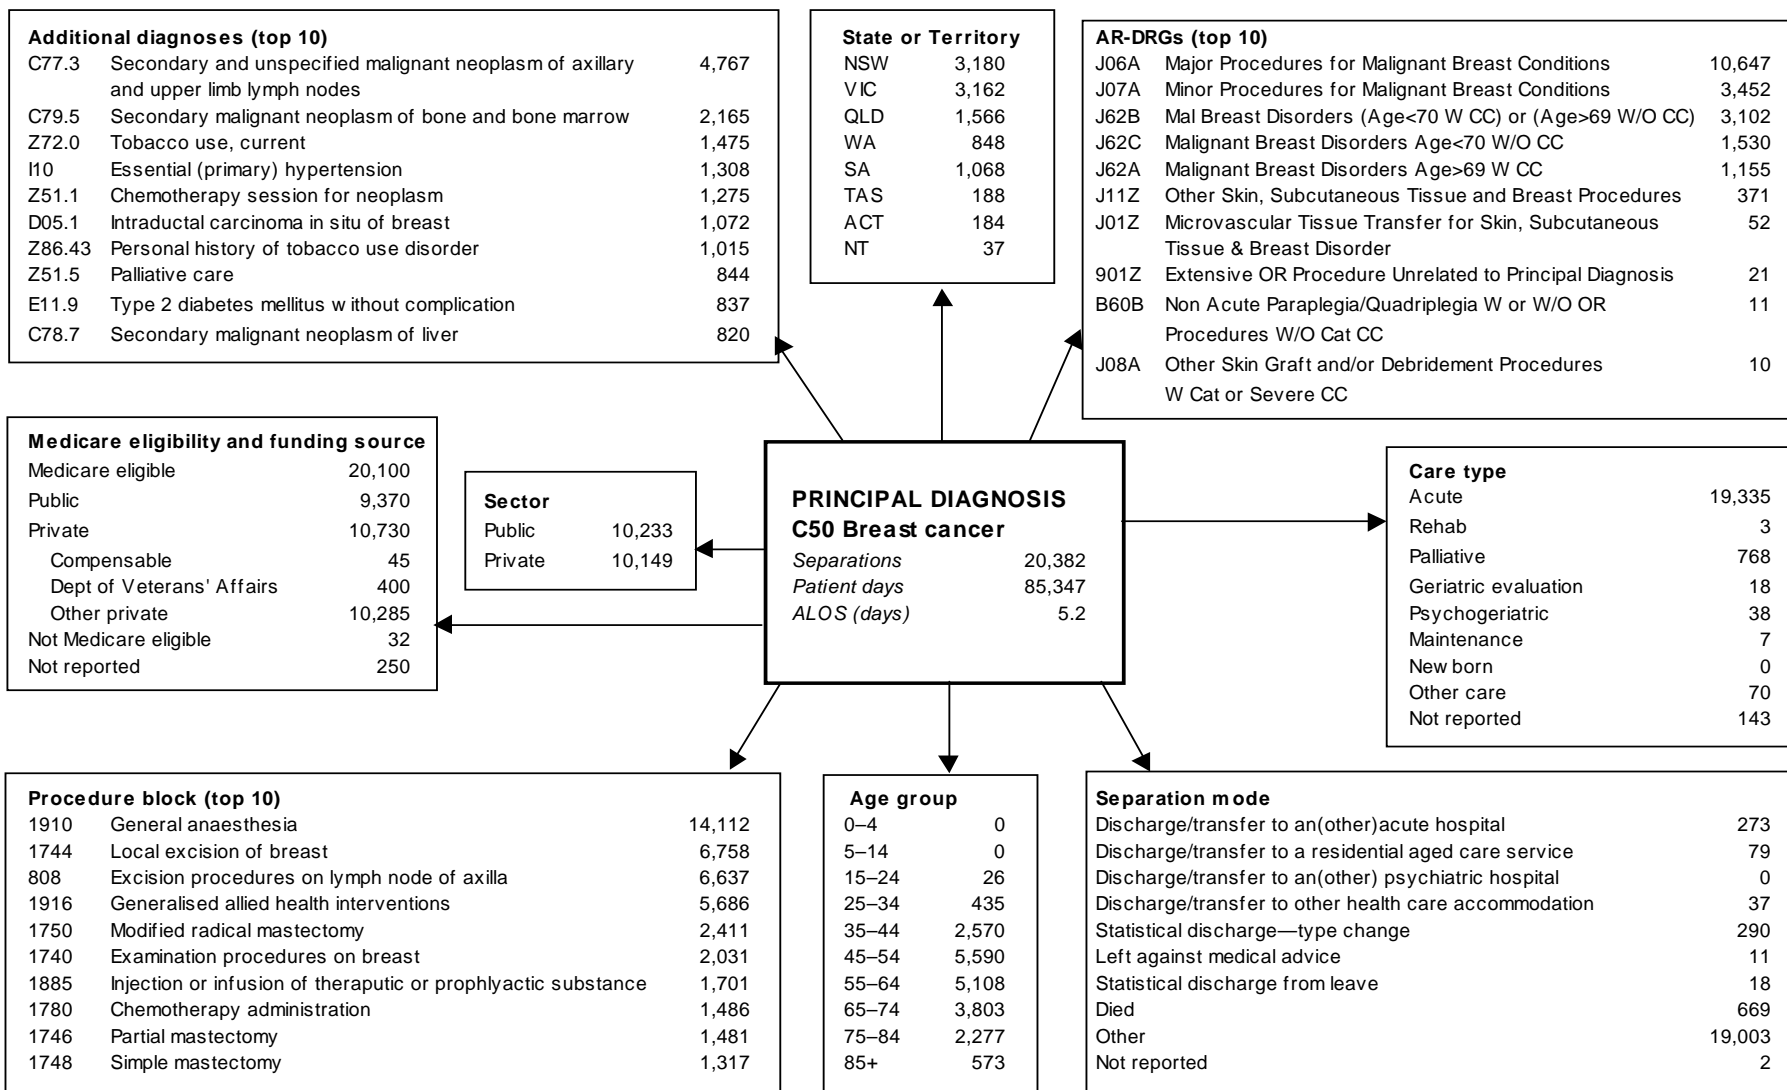 Additional diagnoses (top 10)
C77.3 Secondary and unspecified malignant neoplasm of axillary 4,767
and upper limb lymph nodes
C79.5 Secondary malignant neoplasm of bone and bone marrow 2,165
Z72.0 Tobacco use, current 1,475
I10 Essential (primary) hypertension 1,308
Z51.1 Chemotherapy session for neoplasm 1,275
D05.1 Intraductal carcinoma in situ of breast 1,072
Z86.43 Personal history of tobacco use disorder 1,015
Z51.5 Palliative care 844
E11.9 Type 2 diabetes mellitus without complication 837
C78.7 Secondary malignant neoplasm of liver 820
State or Territory
NSW 3,180
VIC 3,162
QLD 1,566
WA 848
SA 1,068
TAS 188
ACT 184
NT 37
AR-DRGs (top 10)
J06A Major Procedures for Malignant Breast Conditions 10,647
J07A Minor Procedures for Malignant Breast Conditions 3,452
J62B Mal Breast Disorders (Age<70 W CC) or (Age>69 W/O CC) 3,102
J62C Malignant Breast Disorders Age<70 W/O CC 1,530
J62A Malignant Breast Disorders Age>69 W CC 1,155
J11Z Other Skin, Subcutaneous Tissue and Breast Procedures 371
J01Z Microvascular Tissue Transfer for Skin, Subcutaneous 52
Tissue & Breast Disorder
901Z Extensive OR Procedure Unrelated to Principal Diagnosis 21
B60B Non Acute Paraplegia/Quadriplegia W or W/O OR 11
Procedures W/O Cat CC
J08A Other Skin Graft and/or Debridement Procedures 10
W Cat or Severe CC
Medicare eligibility and funding source
Medicare eligible 20,100
Public 9,370
Private 10,730
Compensable 45
Dept of Veterans' Affairs 400
Other private 10,285
Not Medicare eligible 32
Not reported 250
Sector
Public 10,233
Private 10,149
PRINCIPAL DIAGNOSIS
C50 Breast cancer
Separations 20,382
Patient days 85,347
ALOS (days) 5.2
Care type
Acute 19,335
Rehab 3
Palliative 768
Geriatric evaluation 18
Psychogeriatric 38
Maintenance 7
New born 0
Other care 70
Not reported 143
Procedure block (top 10)
1910 General anaesthesia 14,112
1744 Local excision of breast 6,758
808 Excision procedures on lymph node of axilla 6,637
1916 Generalised allied health interventions 5,686
1750 Modified radical mastectomy 2,411
1740 Examination procedures on breast 2,031
1885 Injection or infusion of theraputic or prophlyactic substance 1,701
1780 Chemotherapy administration 1,486
1746 Partial mastectomy 1,481
1748 Simple mastectomy 1,317
Age group
0–4 0
5–14 0
15–24 26
25–34 435
35–44 2,570
45–54 5,590
55–64 5,108
65–74 3,803
75–84 2,277
85+ 573
Separation mode
Discharge/transfer to an(other)acute hospital 273
Discharge/transfer to a residential aged care service 79
Discharge/transfer to an(other) psychiatric hospital 0
Discharge/transfer to other health care accommodation 37
Statistical discharge—type change 290
Left against medical advice 11
Statistical discharge from leave 18
Died 669
Other 19,003
Not reported 2